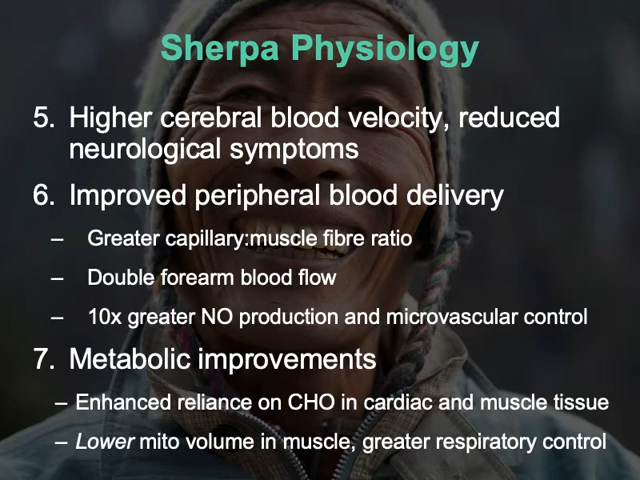 Sherpa Physiology
5. Higher cerebral blood velocity, reduced
neurological symptoms
6. Improved peripheral blood delivery
– Greater capillary:muscle fibre ratio
– Double forearm blood flow
– 10x greater NO production and microvascular control
7. Metabolic improvements
– Enhanced reliance on CHO in cardiac and muscle tissue
– Lower mito volume in muscle, greater respiratory control